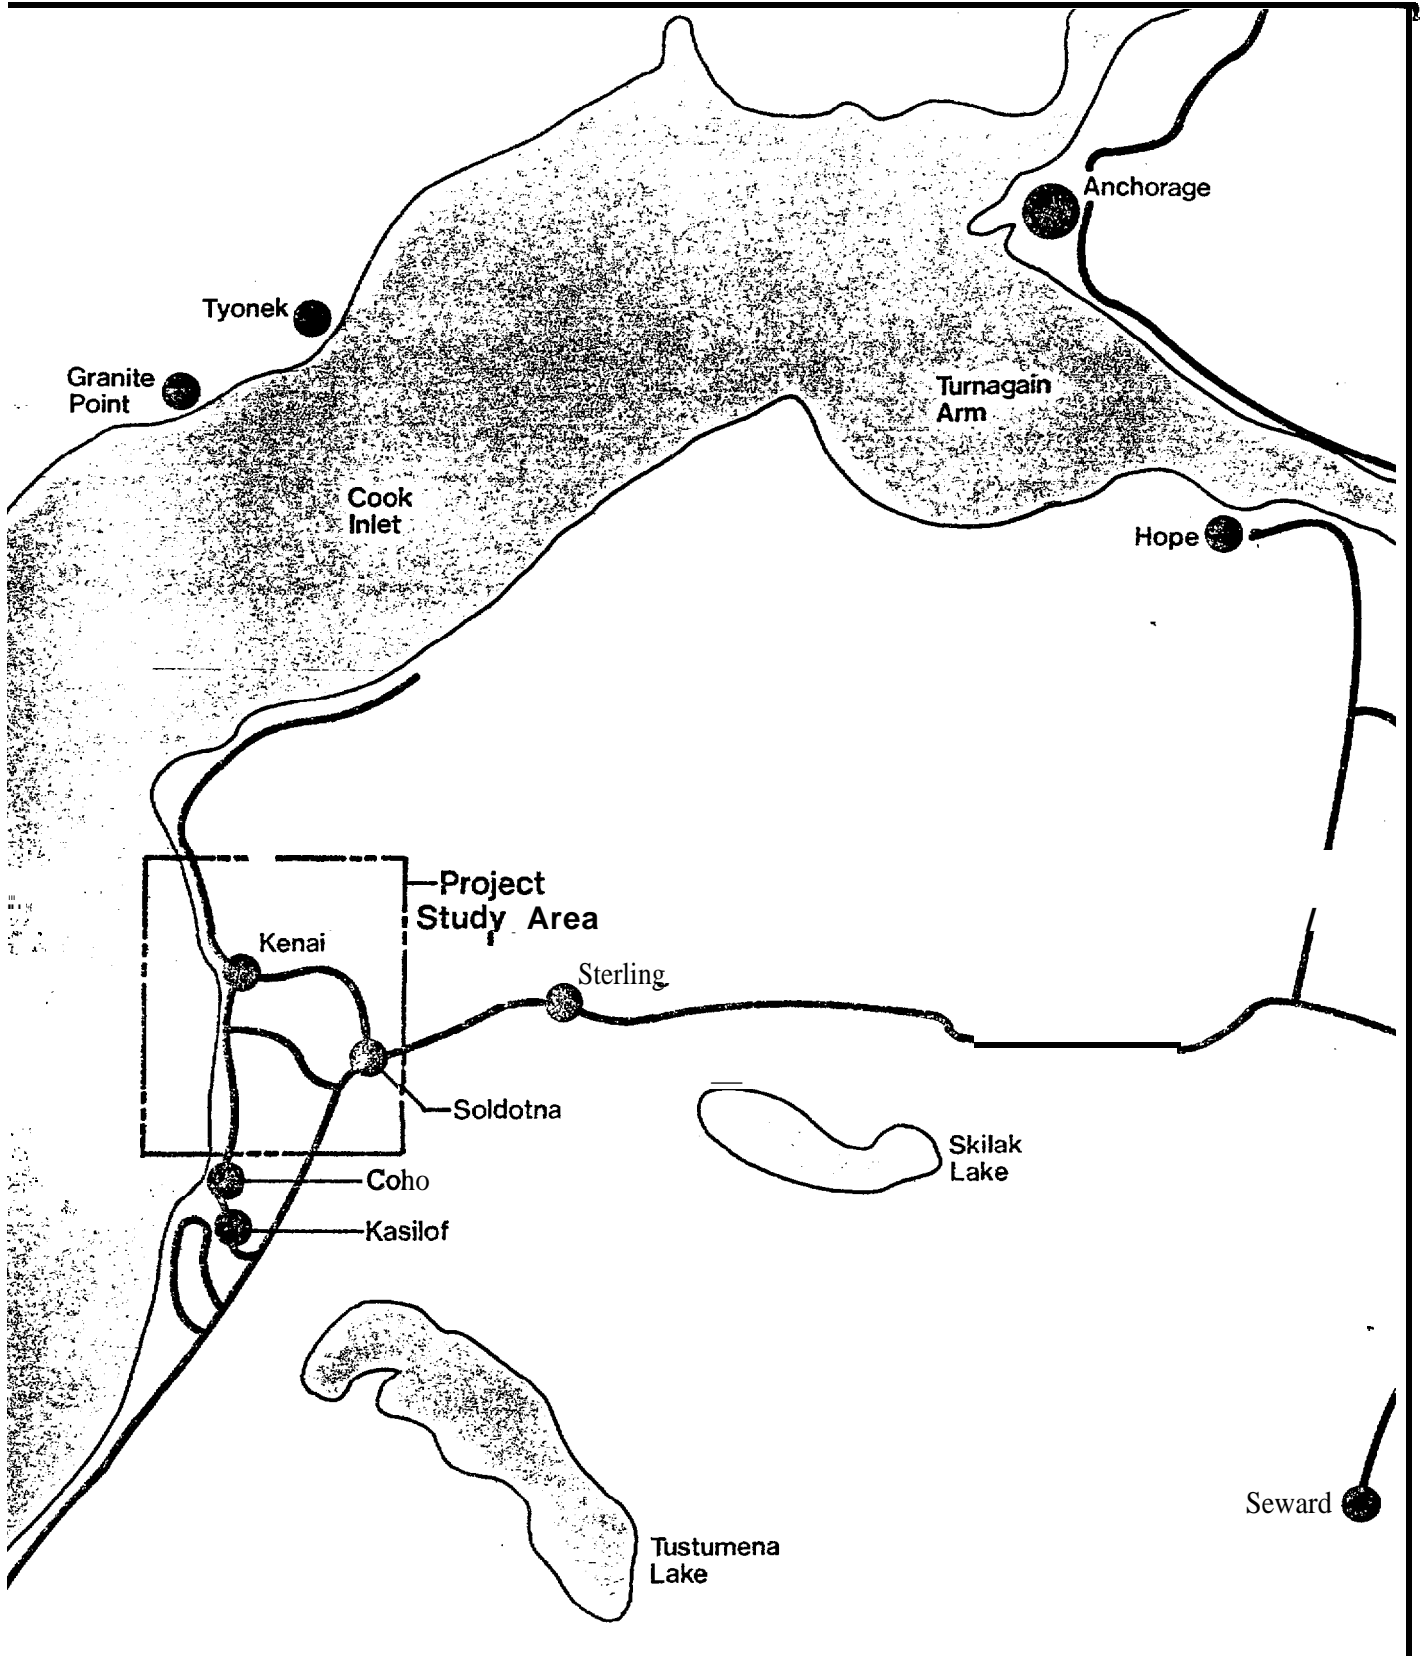 Anchorage
Tyonek
Granite
Point
Turnagain
Arm
Cook
Inlet
Hope
Project
Study Area
Kenai
Sterling
Soldotna
Skilak
Lake
Coho
Kasilof
Seward
Tustumena
Lake